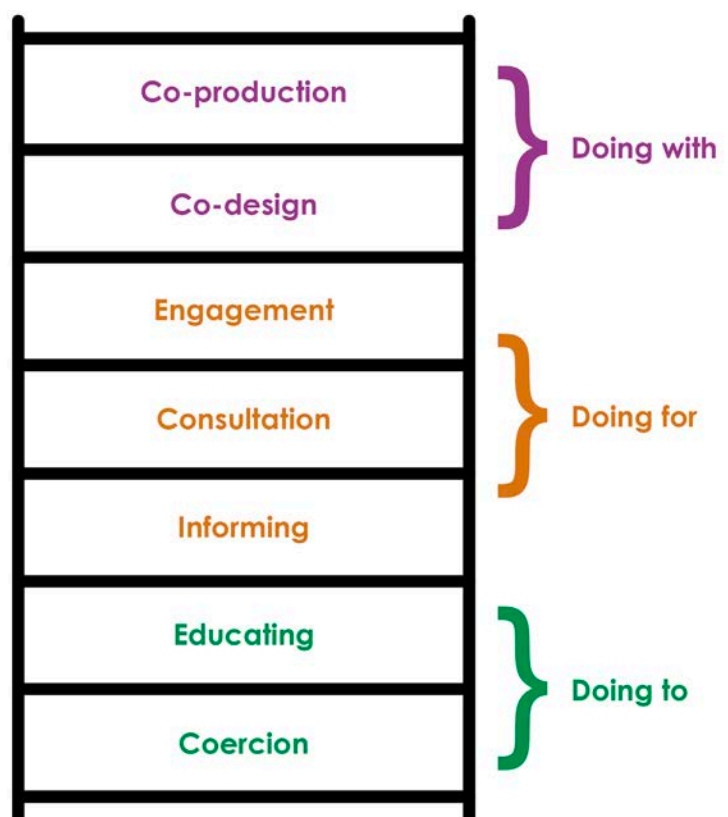 Co-production
Doing with
Co-design
Engagement
Consultation
Doing for
Informing
Educating
Doing to
Coercion